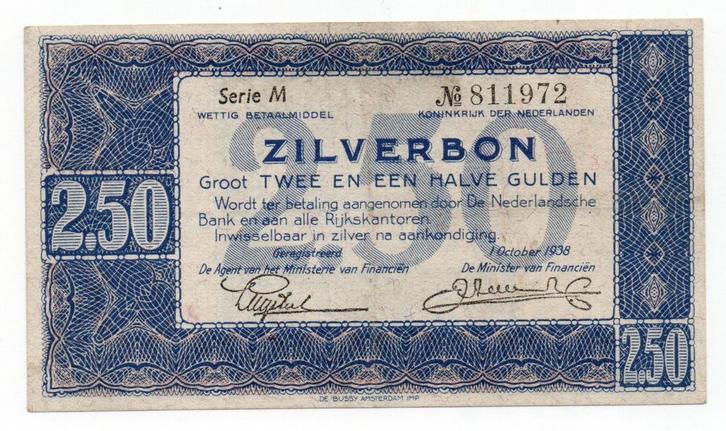 Serie M № 811972
WETTIG BETAALMIDDEL KONINKRIJK DER NEDERLANDEN
ZILVERBON
Groot TWEE EN EEN HALVE GULDEN
Wordt ter betaling aangenomen door De Nederlandsche
Bank en aan alle Rijkskantoren.
Inwisselbaar in zilver na aankondiging.
Geregistreerd 1 October 1938
De Agent van het Ministerie van Financiën De Minister van Financiën
2.50
2.50
250
DE BUSSY AMSTERDAM IMP.